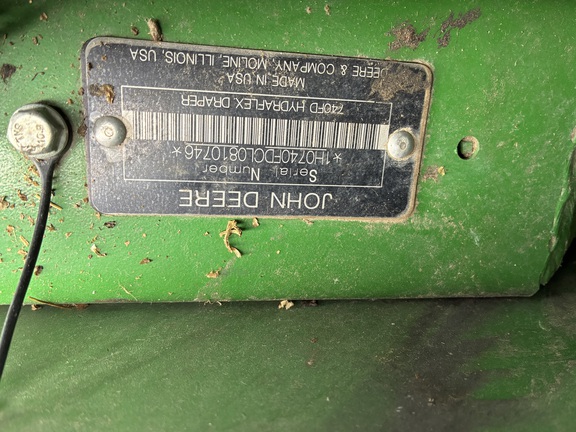 JOHN DEERE
Serial Number
*1H0740FDCL0810746*
740FD HYDRAFLEX DRAPER
MADE IN USA
DEERE & COMPANY, MOLINE, ILLINOIS, USA